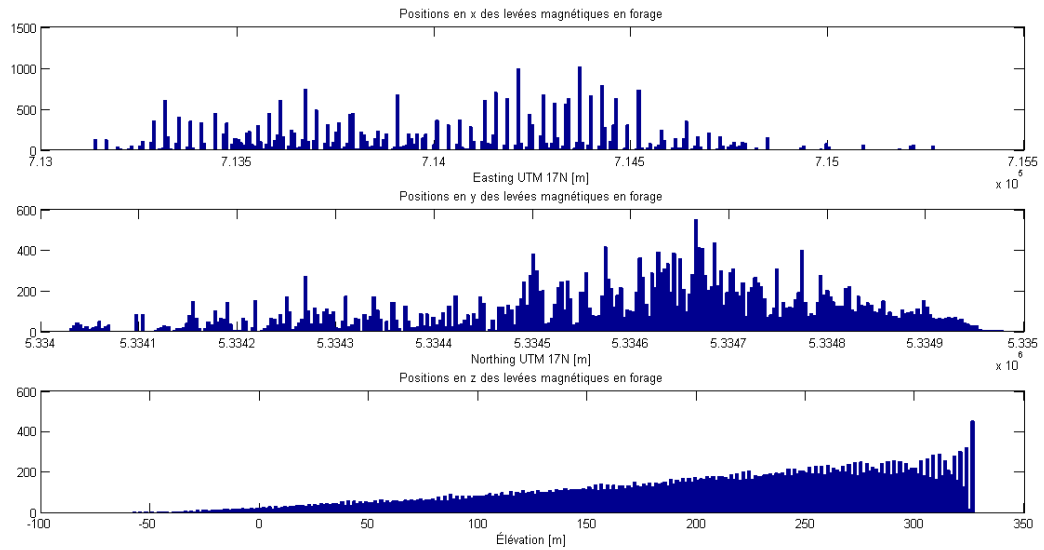 Positions en x des levées magnétiques en forage
1500
1000
500
0
7.13 7.135 7.14 7.145 7.15 7.155
Easting UTM 17N [m]
x 10^5
Positions en y des levées magnétiques en forage
600
400
200
0
5.334 5.3341 5.3342 5.3343 5.3344 5.3345 5.3346 5.3347 5.3348 5.3349 5.335
Northing UTM 17N [m]
x 10^6
Positions en z des levées magnétiques en forage
600
400
200
0
-100 -50 0 50 100 150 200 250 300 350
Élévation [m]